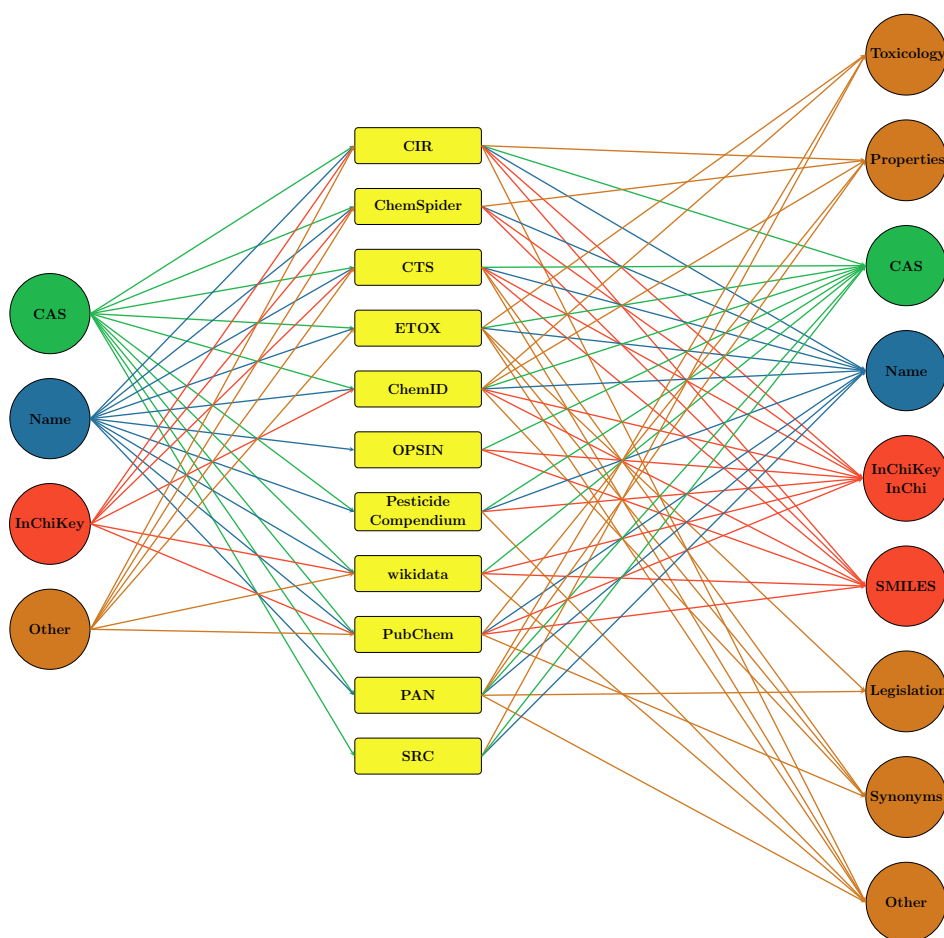 CAS
Name
InChiKey
Other
CIR
ChemSpider
CTS
ETOX
ChemID
OPSIN
Pesticide
Compendium
wikidata
PubChem
PAN
SRC
Toxicology
Properties
CAS
Name
InChiKey
InChi
SMILES
Legislation
Synonyms
Other